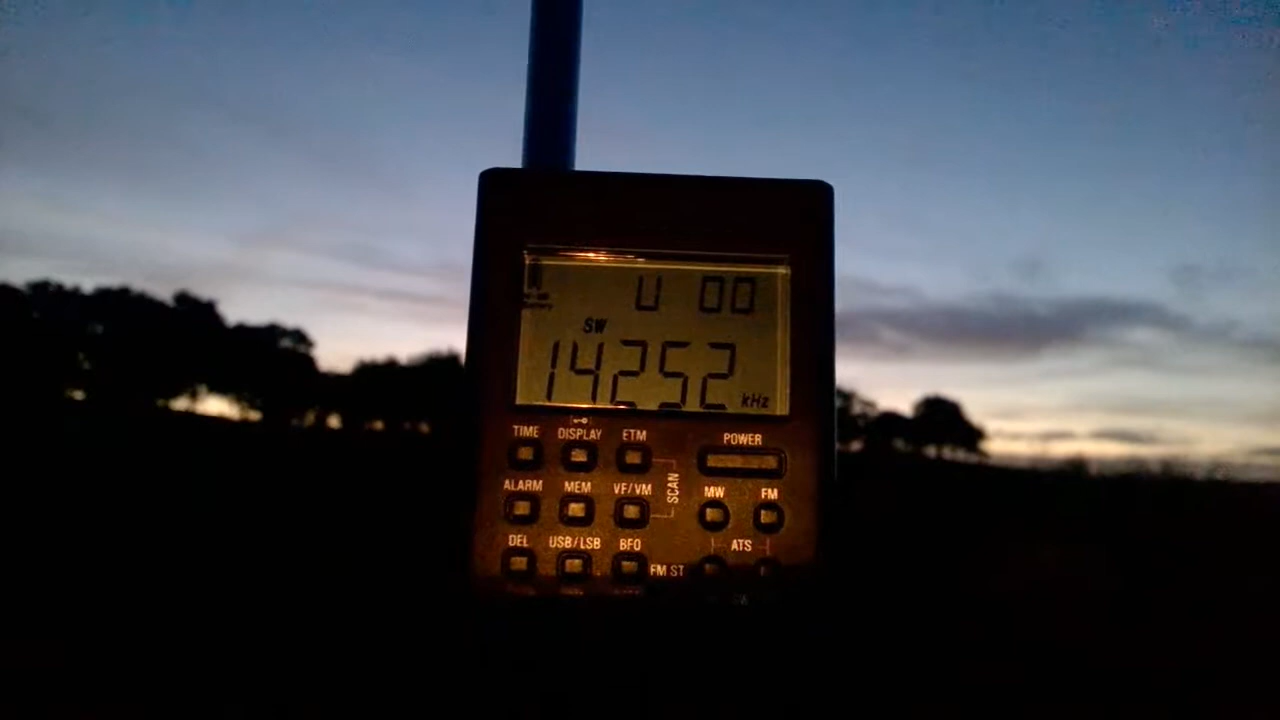 U 00
SW
14252 kHz
TIME DISPLAY ETM
POWER
ALARM MEM VF/VM SCAN MW FM
DEL USB/LSB BFO ATS
FM ST